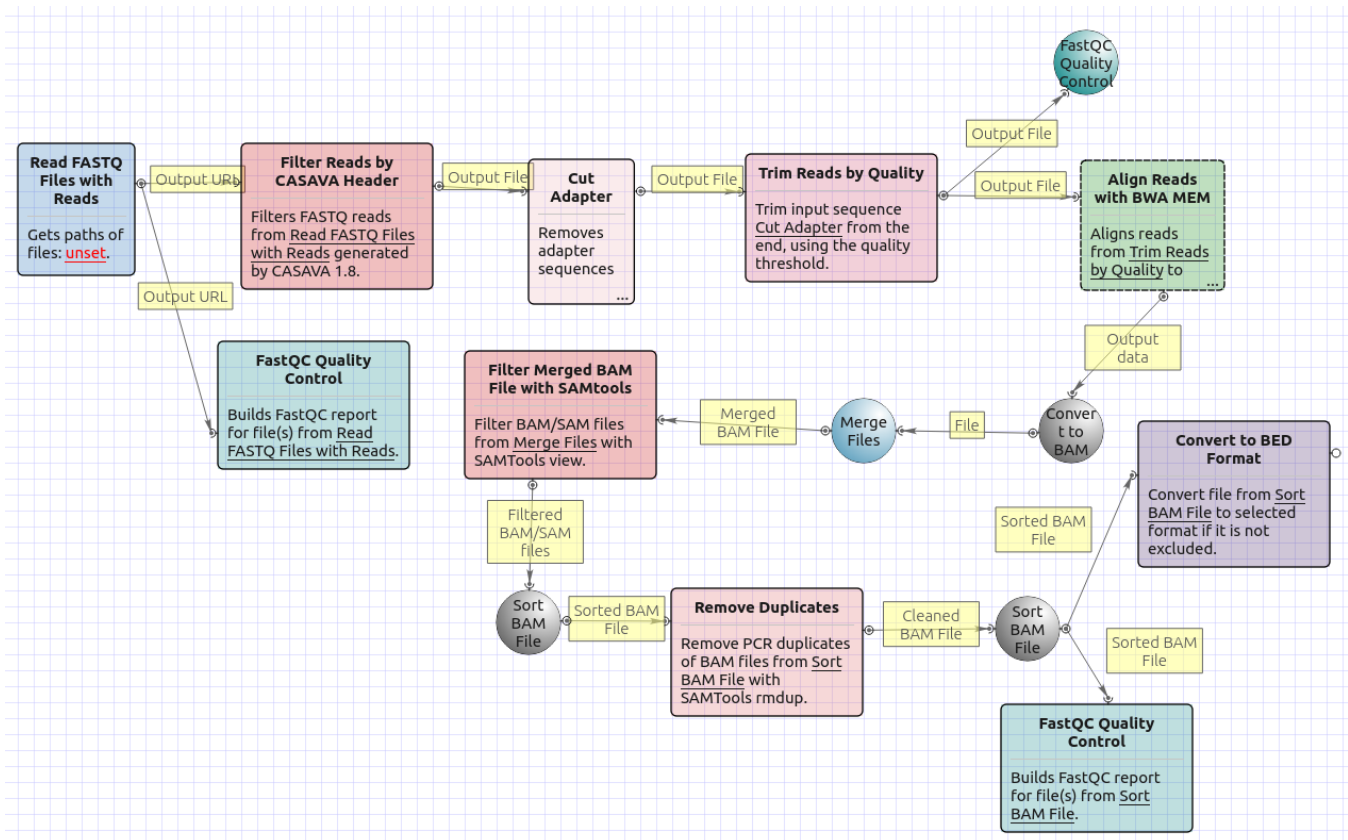 FastQC
Quality
Control
Output File
Read FASTQ
Files with
Reads
Gets paths of
files: unset.
Output URL
Filter Reads by
CASAVA Header
Filters FASTQ reads
from Read FASTQ Files
with Reads generated
by CASAVA 1.8.
Output File
Cut
Adapter
Removes
adapter
sequences
...
Output File
Trim Reads by Quality
Trim input sequence
Cut Adapter from the
end, using the quality
threshold.
Output File
Align Reads
with BWA MEM
Aligns reads
from Trim Reads
by Quality to
...
Output URL
FastQC Quality
Control
Builds FastQC report
for file(s) from Read
FASTQ Files with Reads.
Output
data
Conver
t to
BAM
File
Merge
Files
Merged
BAM File
Filter Merged BAM
File with SAMtools
Filter BAM/SAM files
from Merge Files with
SAMTools view.
Filtered
BAM/SAM
files
Sort
BAM
File
Sorted BAM
File
Remove Duplicates
Remove PCR duplicates
of BAM files from Sort
BAM File with
SAMTools rmdup.
Cleaned
BAM File
Sort
BAM
File
Sorted BAM
File
Convert to BED
Format
Convert file from Sort
BAM File to selected
format if it is not
excluded.
Sorted BAM
File
FastQC Quality
Control
Builds FastQC report
for file(s) from Sort
BAM File.